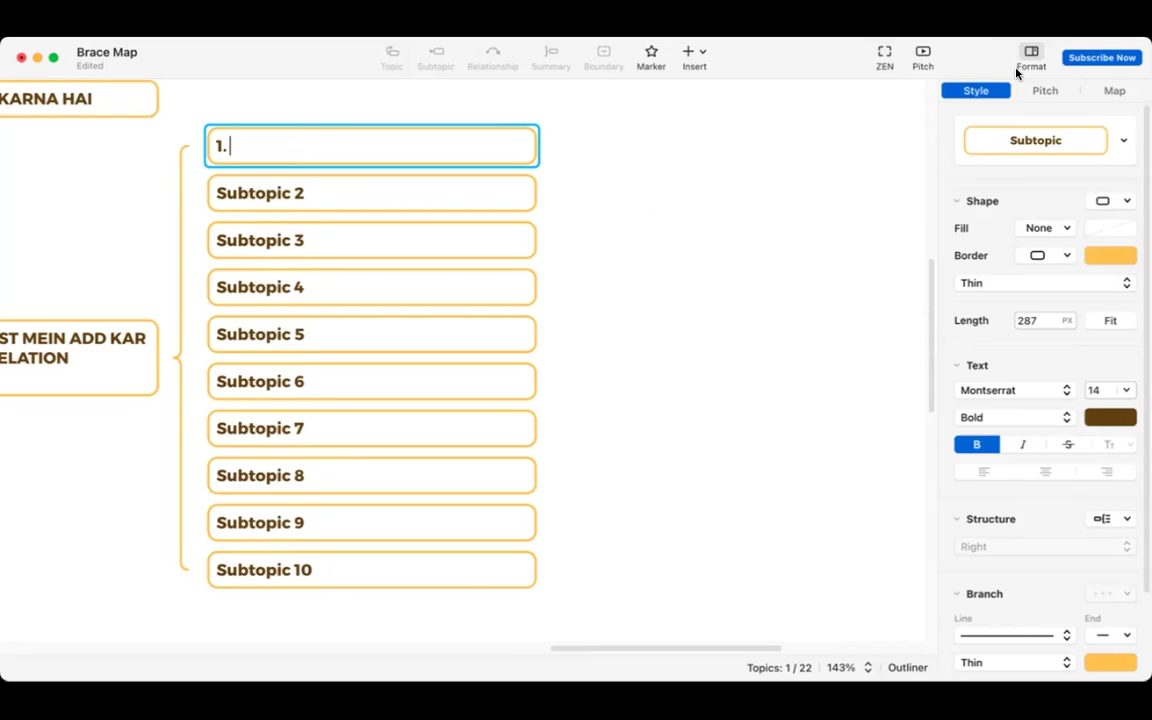 Brace Map
Edited
Topic
Subtopic
Relationship
Summary
Boundary
Marker
Insert
ZEN
Pitch
Format
Subscribe Now
KARNA HAI
1.
Subtopic 2
Subtopic 3
Subtopic 4
Subtopic 5
Subtopic 6
Subtopic 7
Subtopic 8
Subtopic 9
Subtopic 10
ST MEIN ADD KAR
ELATION
Style
Pitch
Map
Subtopic
Shape
Fill
None
Border
Thin
Length
287
PX
Fit
Text
Montserrat
14
Bold
B
I
S
Tt
Structure
Right
Branch
Line
End
Thin
Topics: 1 / 22
143%
Outliner